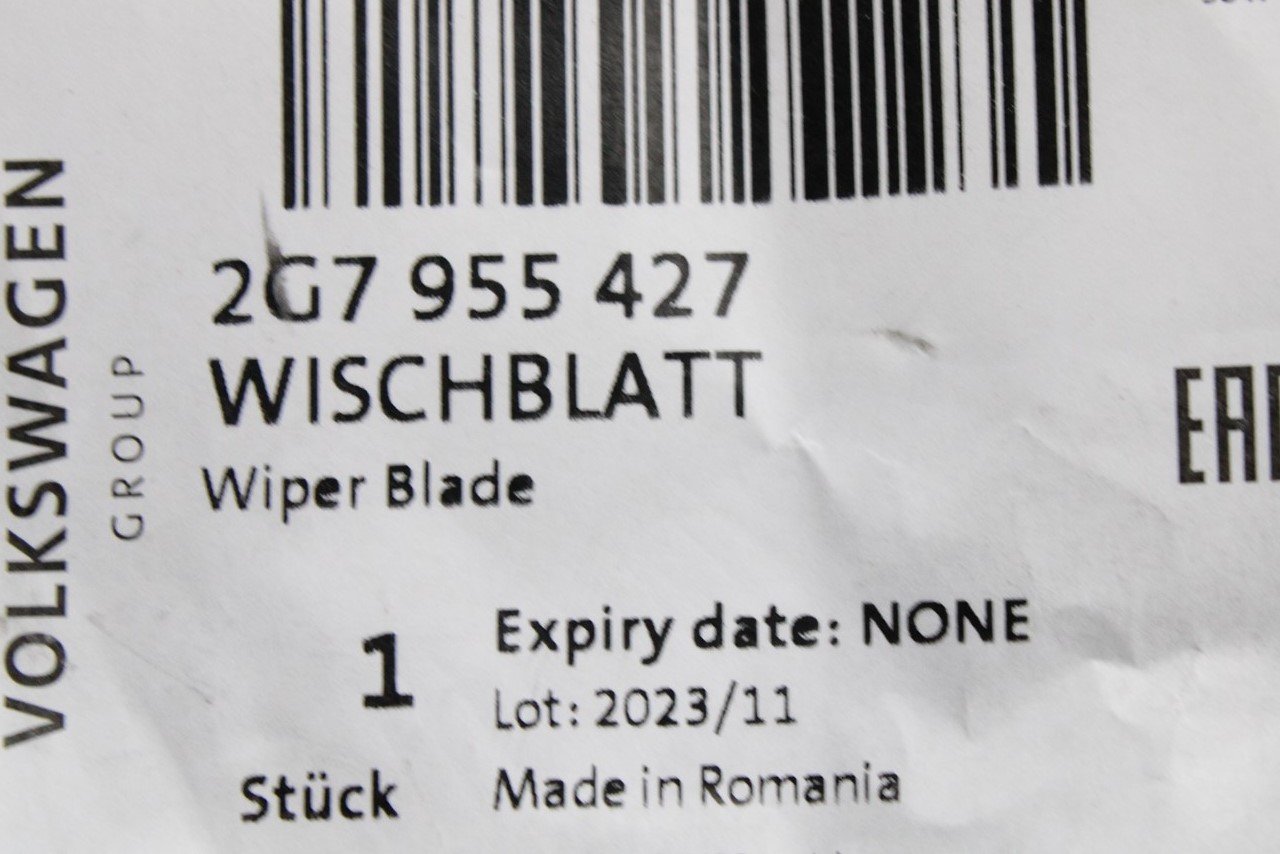 2G7 955 427
WISCHBLATT
Wiper Blade
1
Stück
Expiry date: NONE
Lot: 2023/11
Made in Romania
VOLKSWAGEN
GROUP
EAC